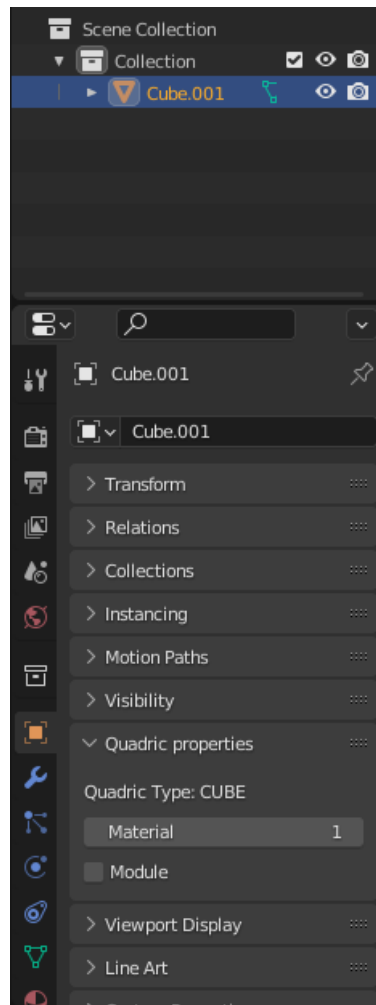 Scene Collection
Collection
Cube.001
Cube.001
Cube.001
Transform
Relations
Collections
Instancing
Motion Paths
Visibility
Quadric properties
Quadric Type: CUBE
Material 1
Module
Viewport Display
Line Art